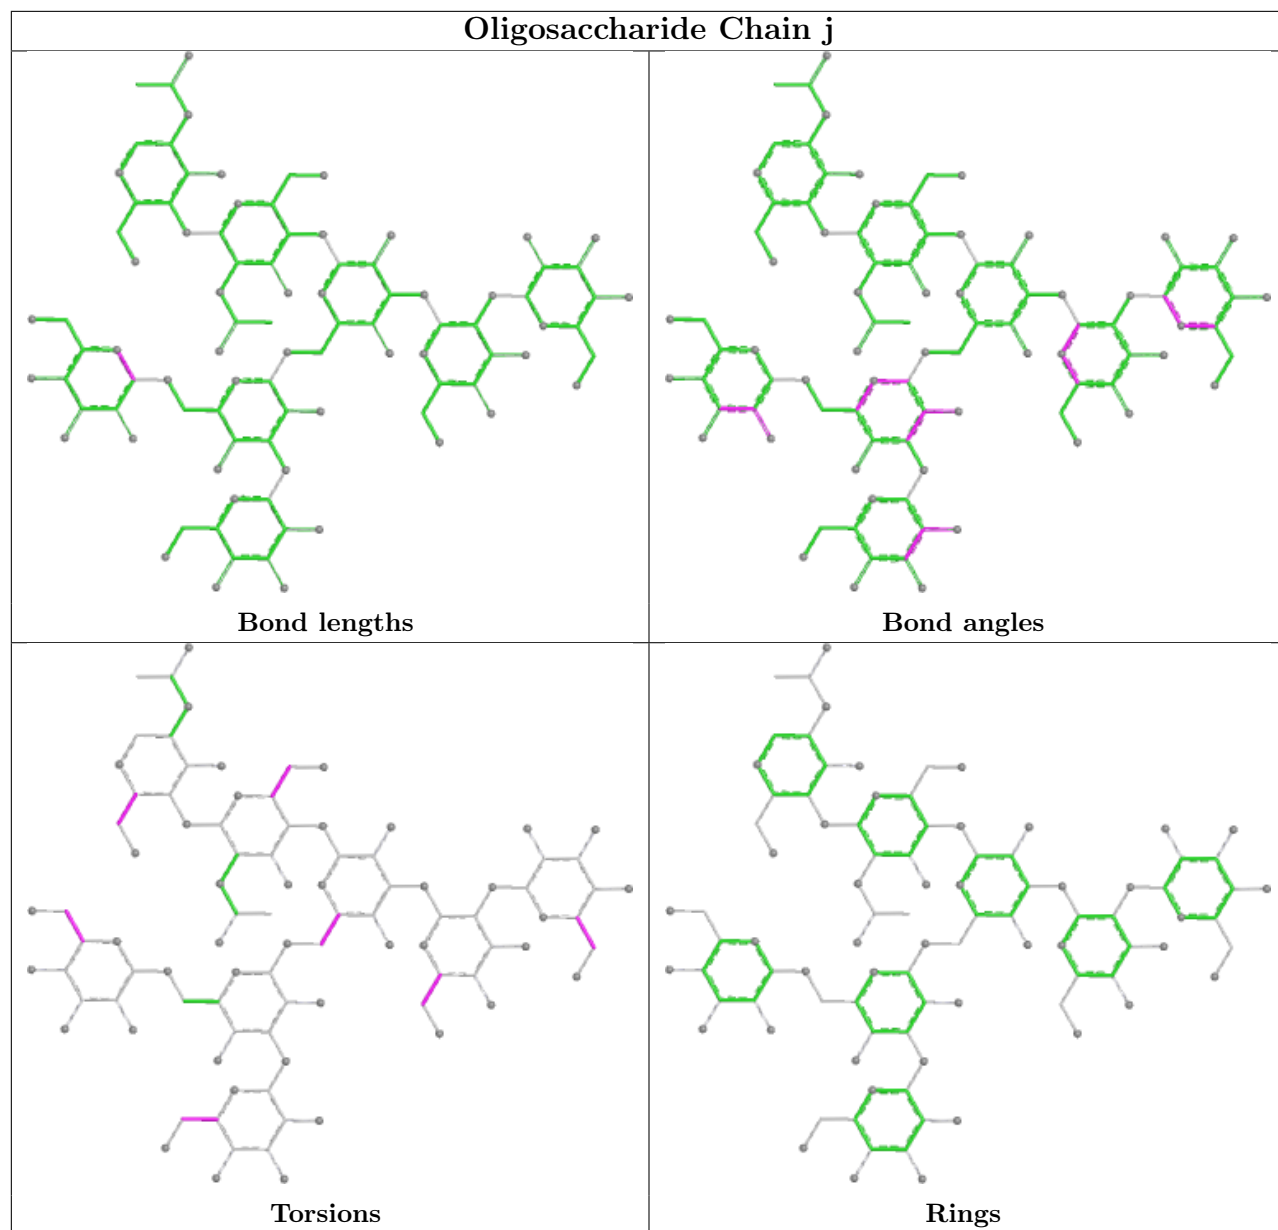 Oligosaccharide Chain j
Bond lengths
Bond angles
Torsions
Rings